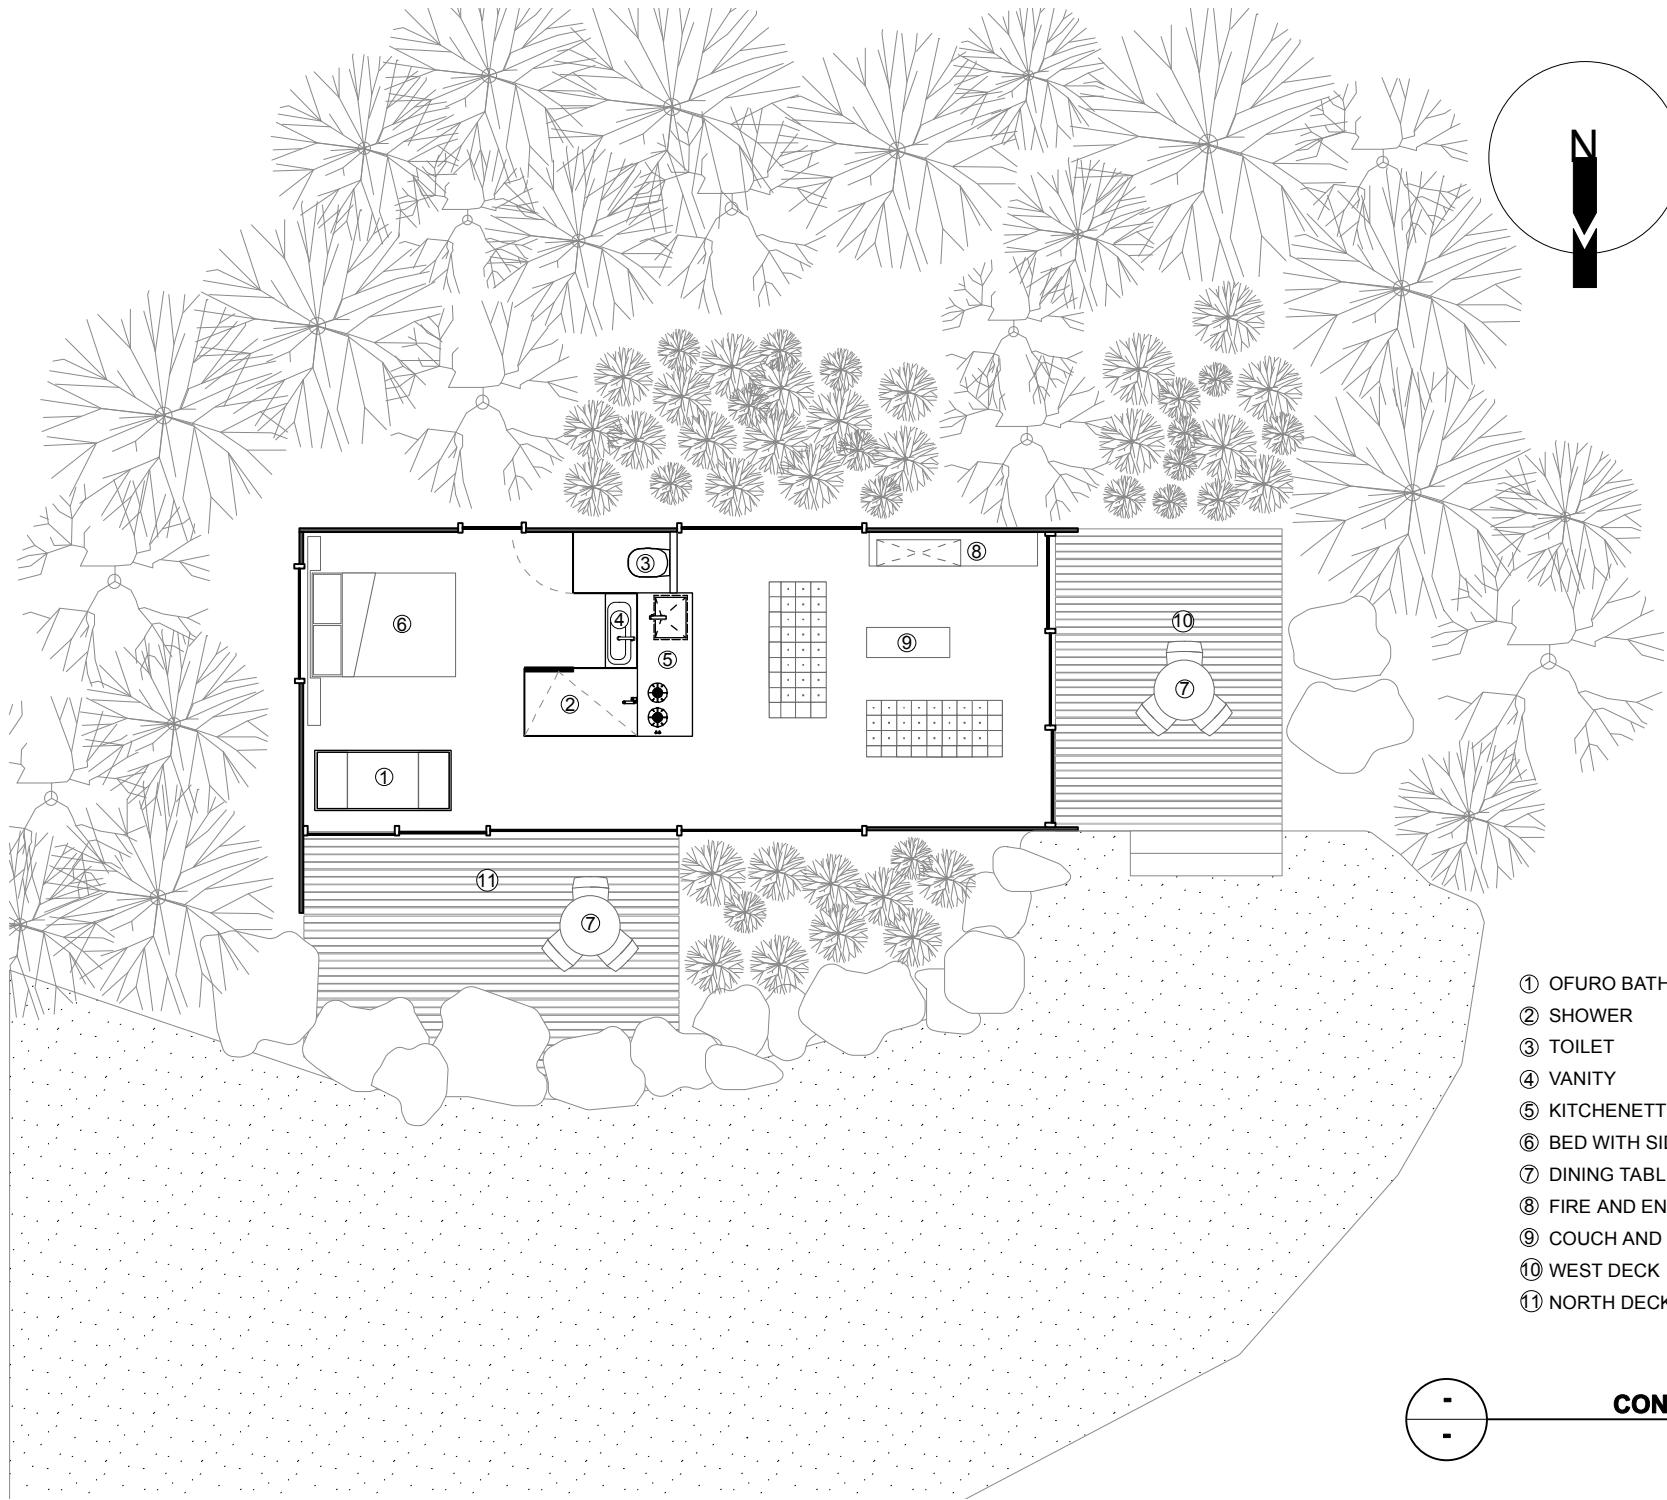 N
8
3
10
4
6
9
5
7
2
1
11
7
1 OFURO BATH
2 SHOWER
3 TOILET
4 VANITY
5 KITCHENETT
6 BED WITH SI
7 DINING TABL
8 FIRE AND EN
9 COUCH AND
10 WEST DECK
11 NORTH DECK
-
CON
-